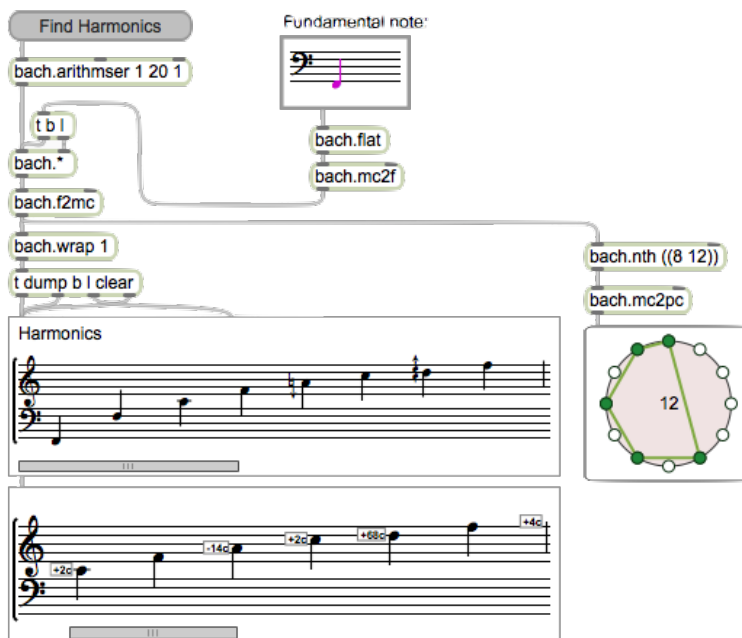 Find Harmonics
Fundamental note:
bach.arithmser 1 20 1
t b l
bach.*
bach.flat
bach.mc2f
bach.f2mc
bach.wrap 1
t dump b l clear
bach.nth ((8 12))
bach.mc2pc
Harmonics
12
+2c
-14c
+2c
+68c
+4c